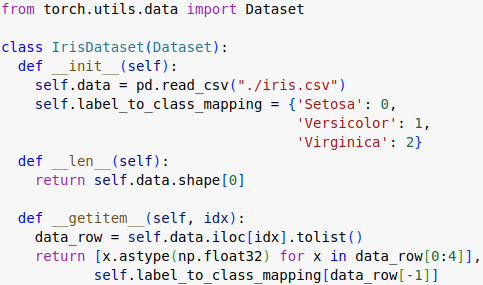 from torch.utils.data import Dataset

class IrisDataset(Dataset):
  def __init__(self):
    self.data = pd.read_csv("./iris.csv")
    self.label_to_class_mapping = {'Setosa': 0,
                                   'Versicolor': 1,
                                   'Virginica': 2}
  def __len__(self):
    return self.data.shape[0]

  def __getitem__(self, idx):
    data_row = self.data.iloc[idx].tolist()
    return [x.astype(np.float32) for x in data_row[0:4]],
           self.label_to_class_mapping[data_row[-1]]